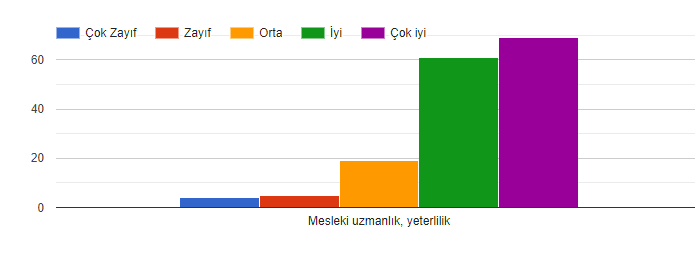 Çok Zayıf Zayıf Orta İyi Çok iyi
60
40
20
0
Mesleki uzmanlık, yeterlilik